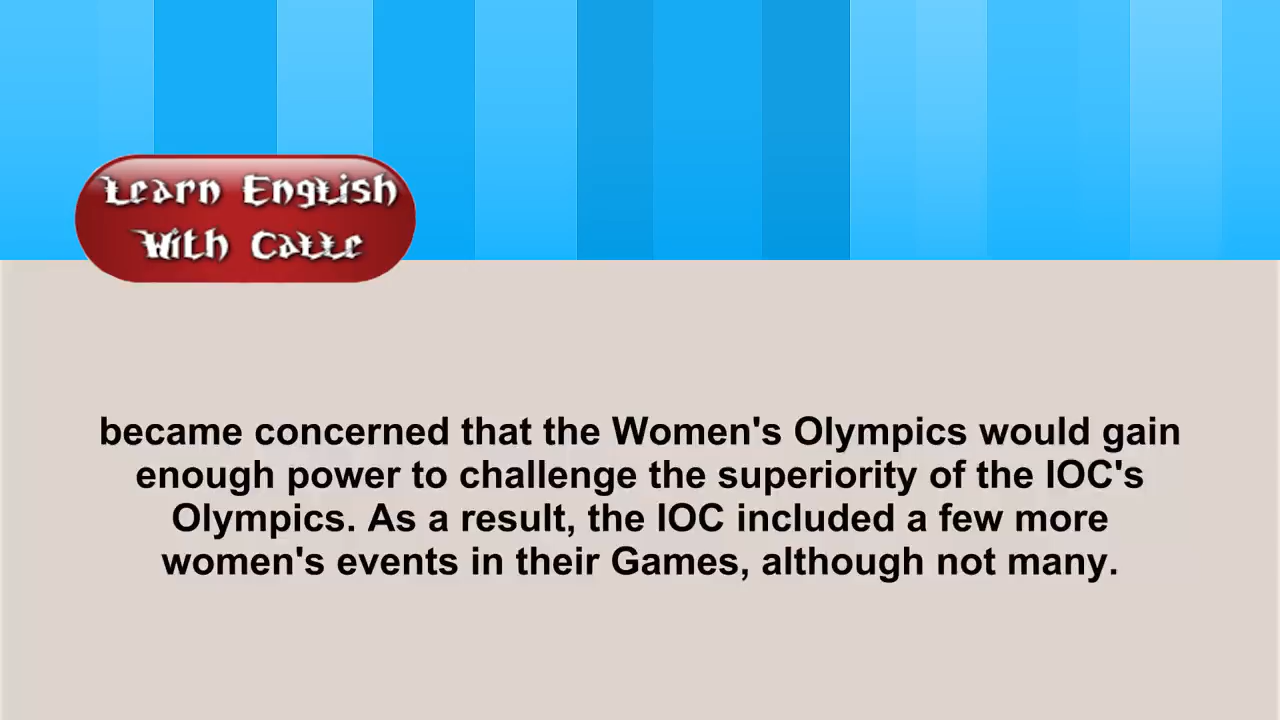 Learn English
With Catte
became concerned that the Women's Olympics would gain
enough power to challenge the superiority of the IOC's
Olympics. As a result, the IOC included a few more
women's events in their Games, although not many.